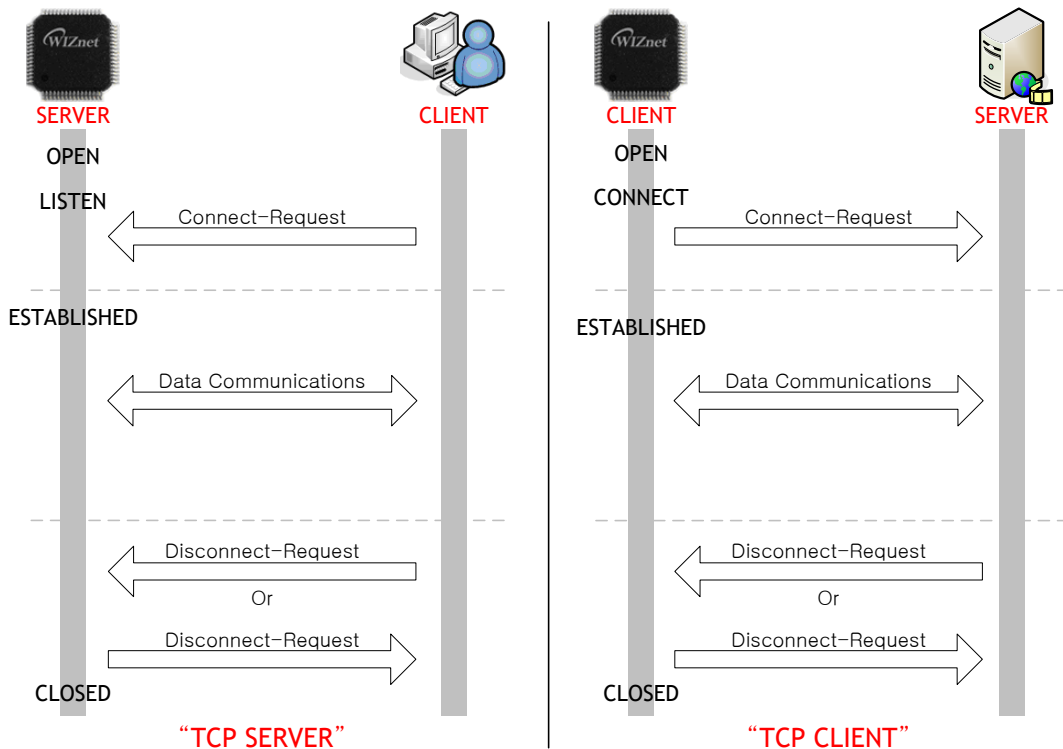 WIZnet
SERVER
CLIENT
OPEN
LISTEN
Connect-Request
ESTABLISHED
Data Communications
Disconnect-Request
Or
Disconnect-Request
CLOSED
“TCP SERVER”
WIZnet
CLIENT
SERVER
OPEN
CONNECT
Connect-Request
ESTABLISHED
Data Communications
Disconnect-Request
Or
Disconnect-Request
CLOSED
“TCP CLIENT”